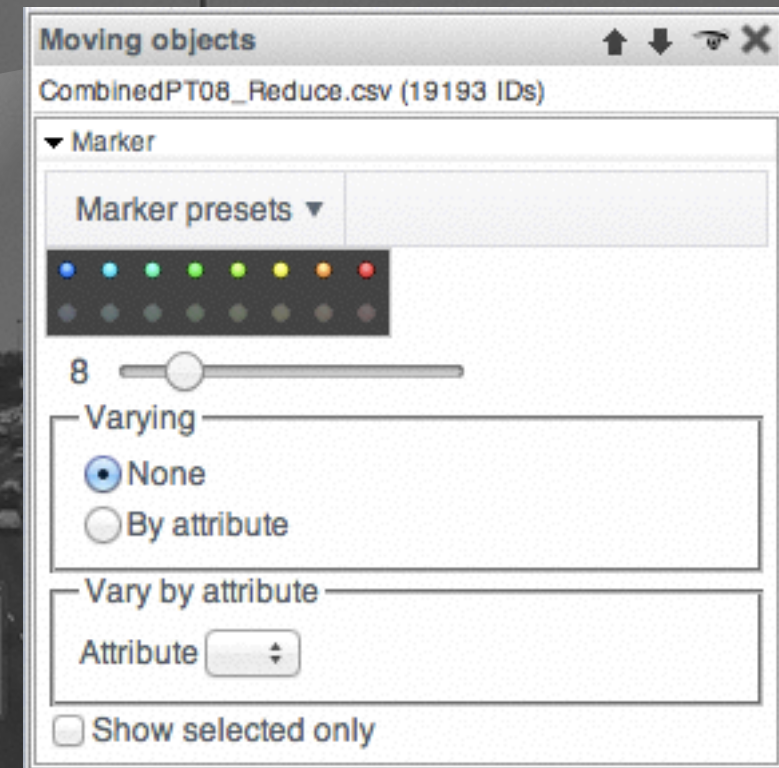 Moving objects
CombinedPT08_Reduce.csv (19193 IDs)
Marker
Marker presets
8
Varying
None
By attribute
Vary by attribute
Attribute
Show selected only